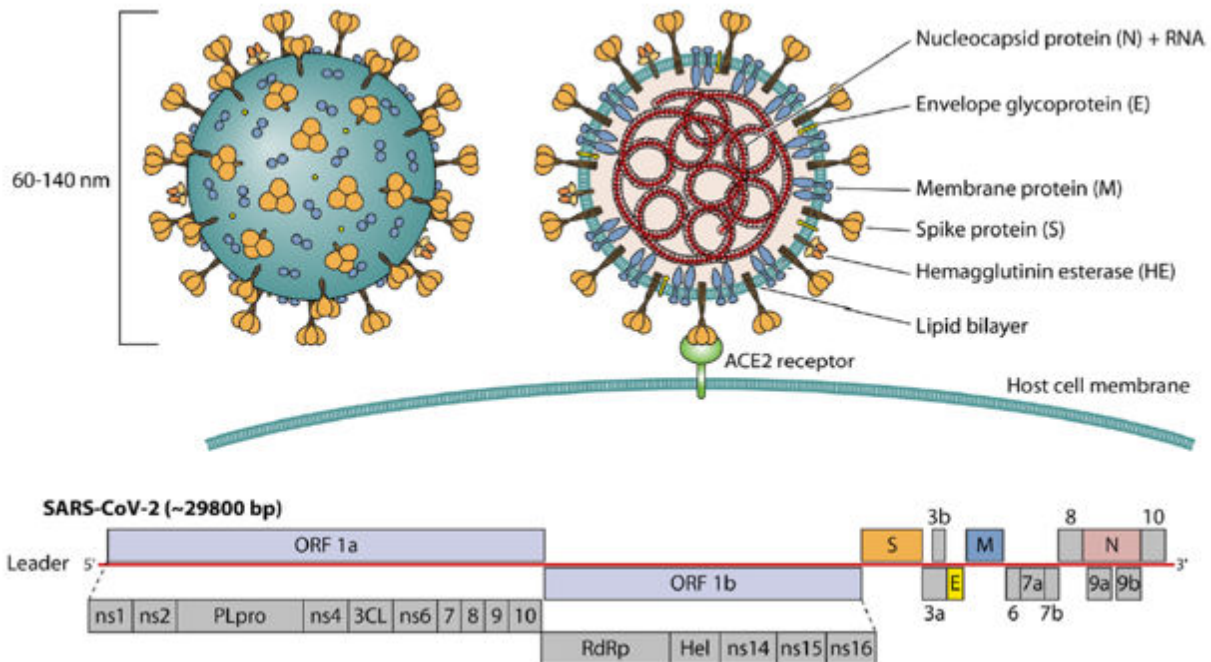 60-140 nm
Nucleocapsid protein (N) + RNA
Envelope glycoprotein (E)
Membrane protein (M)
Spike protein (S)
Hemagglutinin esterase (HE)
Lipid bilayer
ACE2 receptor
Host cell membrane
SARS-CoV-2 (~29800 bp)
3b 8 10
ORF 1a S M N
Leader 5' 3'
ORF 1b E 7a 9a 9b
3a 6 7b
ns1 ns2 PLpro ns4 3CL ns6 7 8 9 10
RdRp Hel ns14 ns15 ns16